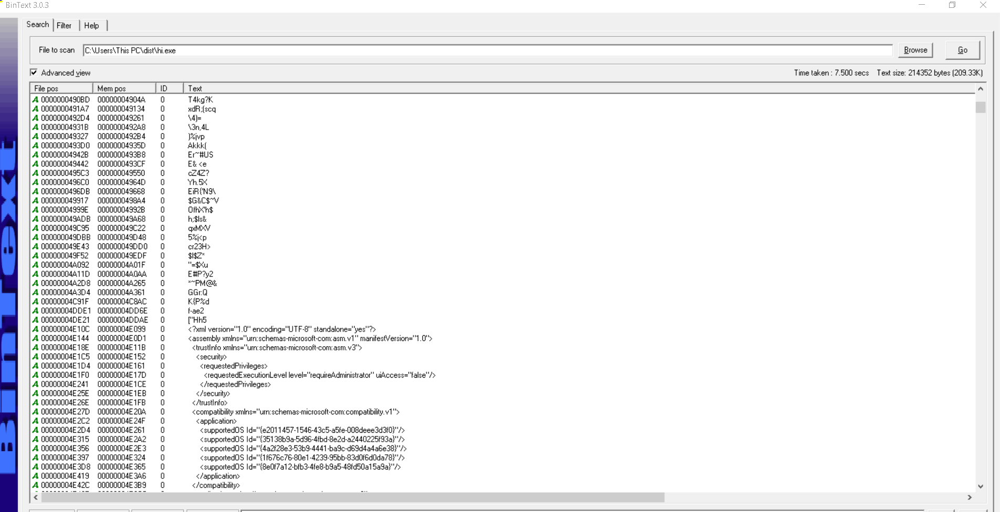 BinText 3.0.3
Search Filter Help
File to scan C:\Users\This PC\dist\hi.exe Browse Go
Advanced view Time taken : 7.500 secs Text size: 214352 bytes (209.33K)
File pos Mem pos ID Text
A 0000000490BD 00000004904A 0 T4kg?K
A 0000000491A7 000000049134 0 xdR;(scq
A 0000000492D4 000000049261 0 \4)=
A 00000004931B 0000000492A8 0 \3n,4L
A 000000049327 0000000492B4 0 )%jvp
A 0000000493D0 00000004935D 0 Akkk(
A 00000004942B 0000000493B8 0 Er~#US
A 000000049442 0000000493CF 0 E& <e
A 0000000495C3 000000049550 0 cZ4Z?
A 0000000496C0 00000004964D 0 Yh.5X
A 0000000496DB 000000049668 0 EiR{'N9\
A 000000049917 0000000498A4 0 $G&C$~V
A 00000004999E 00000004992B 0 OfhX'h$
A 000000049ADB 000000049A68 0 h;$ls&
A 000000049C95 000000049C22 0 qxMXV
A 000000049DBB 000000049D48 0 5%j<p
A 000000049E43 000000049DD0 0 cr23H>
A 000000049F52 000000049EDF 0 $l$Z*
A 00000004A092 00000004A01F 0 "=$Xu
A 00000004A11D 00000004A0AA 0 E#P?y2
A 00000004A2D8 00000004A265 0 *~PM@&
A 00000004A3D4 00000004A361 0 GGr:Q
A 00000004C91F 00000004C8AC 0 K{P%d
A 00000004DDE1 00000004DD6E 0 f-ae2
A 00000004DE21 00000004DDAE 0 ["Hh5
A 00000004E10C 00000004E099 0 <?xml version="1.0" encoding="UTF-8" standalone="yes"?>
A 00000004E144 00000004E0D1 0 <assembly xmlns="urn:schemas-microsoft-com:asm.v1" manifestVersion="1.0">
A 00000004E18E 00000004E11B 0 <trustInfo xmlns="urn:schemas-microsoft-com:asm.v3">
A 00000004E1C5 00000004E152 0 <security>
A 00000004E1D4 00000004E161 0 <requestedPrivileges>
A 00000004E1F0 00000004E17D 0 <requestedExecutionLevel level="requireAdministrator" uiAccess="false"/>
A 00000004E241 00000004E1CE 0 </requestedPrivileges>
A 00000004E25E 00000004E1EB 0 </security>
A 00000004E26E 00000004E1FB 0 </trustInfo>
A 00000004E27D 00000004E20A 0 <compatibility xmlns="urn:schemas-microsoft-com:compatibility.v1">
A 00000004E2C2 00000004E24F 0 <application>
A 00000004E2D4 00000004E261 0 <supportedOS Id="{e2011457-1546-43c5-a5fe-008deee3d3f0}"/>
A 00000004E315 00000004E2A2 0 <supportedOS Id="{35138b9a-5d96-4fbd-8e2d-a2440225f93a}"/>
A 00000004E356 00000004E2E3 0 <supportedOS Id="{4a2f28e3-53b9-4441-ba9c-d69d4a4a6e38}"/>
A 00000004E397 00000004E324 0 <supportedOS Id="{1f676c76-80e1-4239-95bb-83d0f6d0da78}"/>
A 00000004E3D8 00000004E365 0 <supportedOS Id="{8e0f7a12-bfb3-4fe8-b9a5-48fd50a15a9a}"/>
A 00000004E419 00000004E3A6 0 </application>
A 00000004E42C 00000004E3B9 0 </compatibility>
BinText